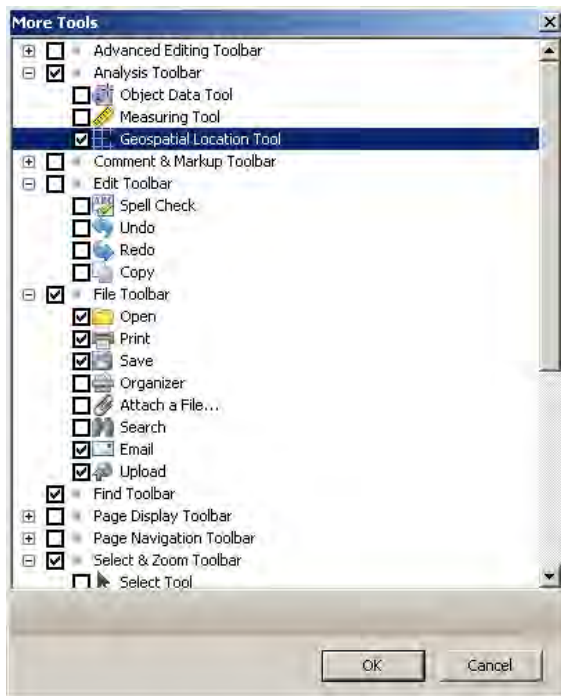 More Tools
Advanced Editing Toolbar
Analysis Toolbar
Object Data Tool
Measuring Tool
Geospatial Location Tool
Comment & Markup Toolbar
Edit Toolbar
Spell Check
Undo
Redo
Copy
File Toolbar
Open
Print
Save
Organizer
Attach a File...
Search
Email
Upload
Find Toolbar
Page Display Toolbar
Page Navigation Toolbar
Select & Zoom Toolbar
Select Tool
OK
Cancel